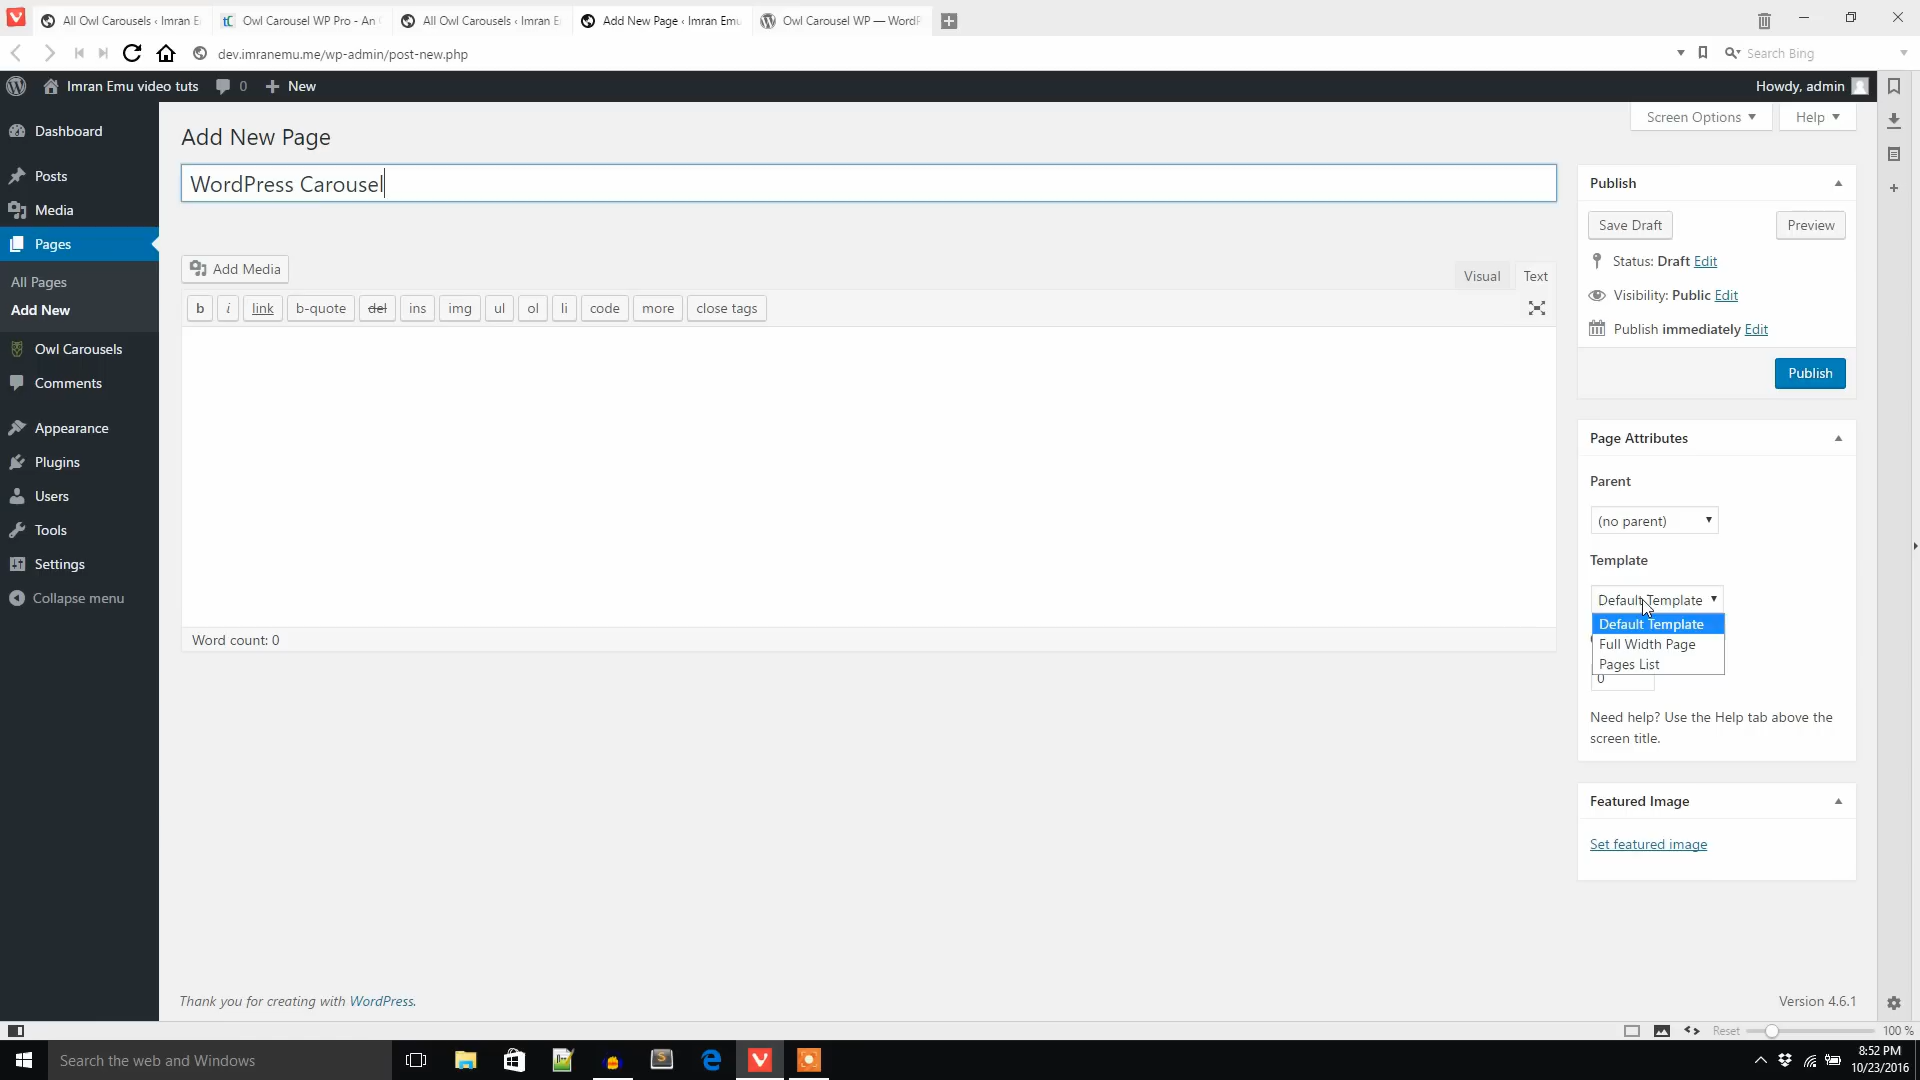 All Owl Carousels ‹ Imran E
Owl Carousel WP Pro - An
All Owl Carousels ‹ Imran E
Add New Page ‹ Imran Emu
Owl Carousel WP — WordP
dev.imranemu.me/wp-admin/post-new.php
Search Bing
Imran Emu video tuts
0
New
Howdy, admin
Dashboard
Posts
Media
Pages
All Pages
Add New
Owl Carousels
Comments
Appearance
Plugins
Users
Tools
Settings
Collapse menu
Screen Options
Help
Add New Page
WordPress Carousel
Add Media
Visual
Text
b
i
link
b-quote
del
ins
img
ul
ol
li
code
more
close tags
Word count: 0
Publish
Save Draft
Preview
Status: Draft Edit
Visibility: Public Edit
Publish immediately Edit
Publish
Page Attributes
Parent
(no parent)
Template
Default Template
Default Template
Full Width Page
Pages List
0
Need help? Use the Help tab above the
screen title.
Featured Image
Set featured image
Thank you for creating with WordPress.
Version 4.6.1
Reset
100 %
Search the web and Windows
8:52 PM
10/23/2016